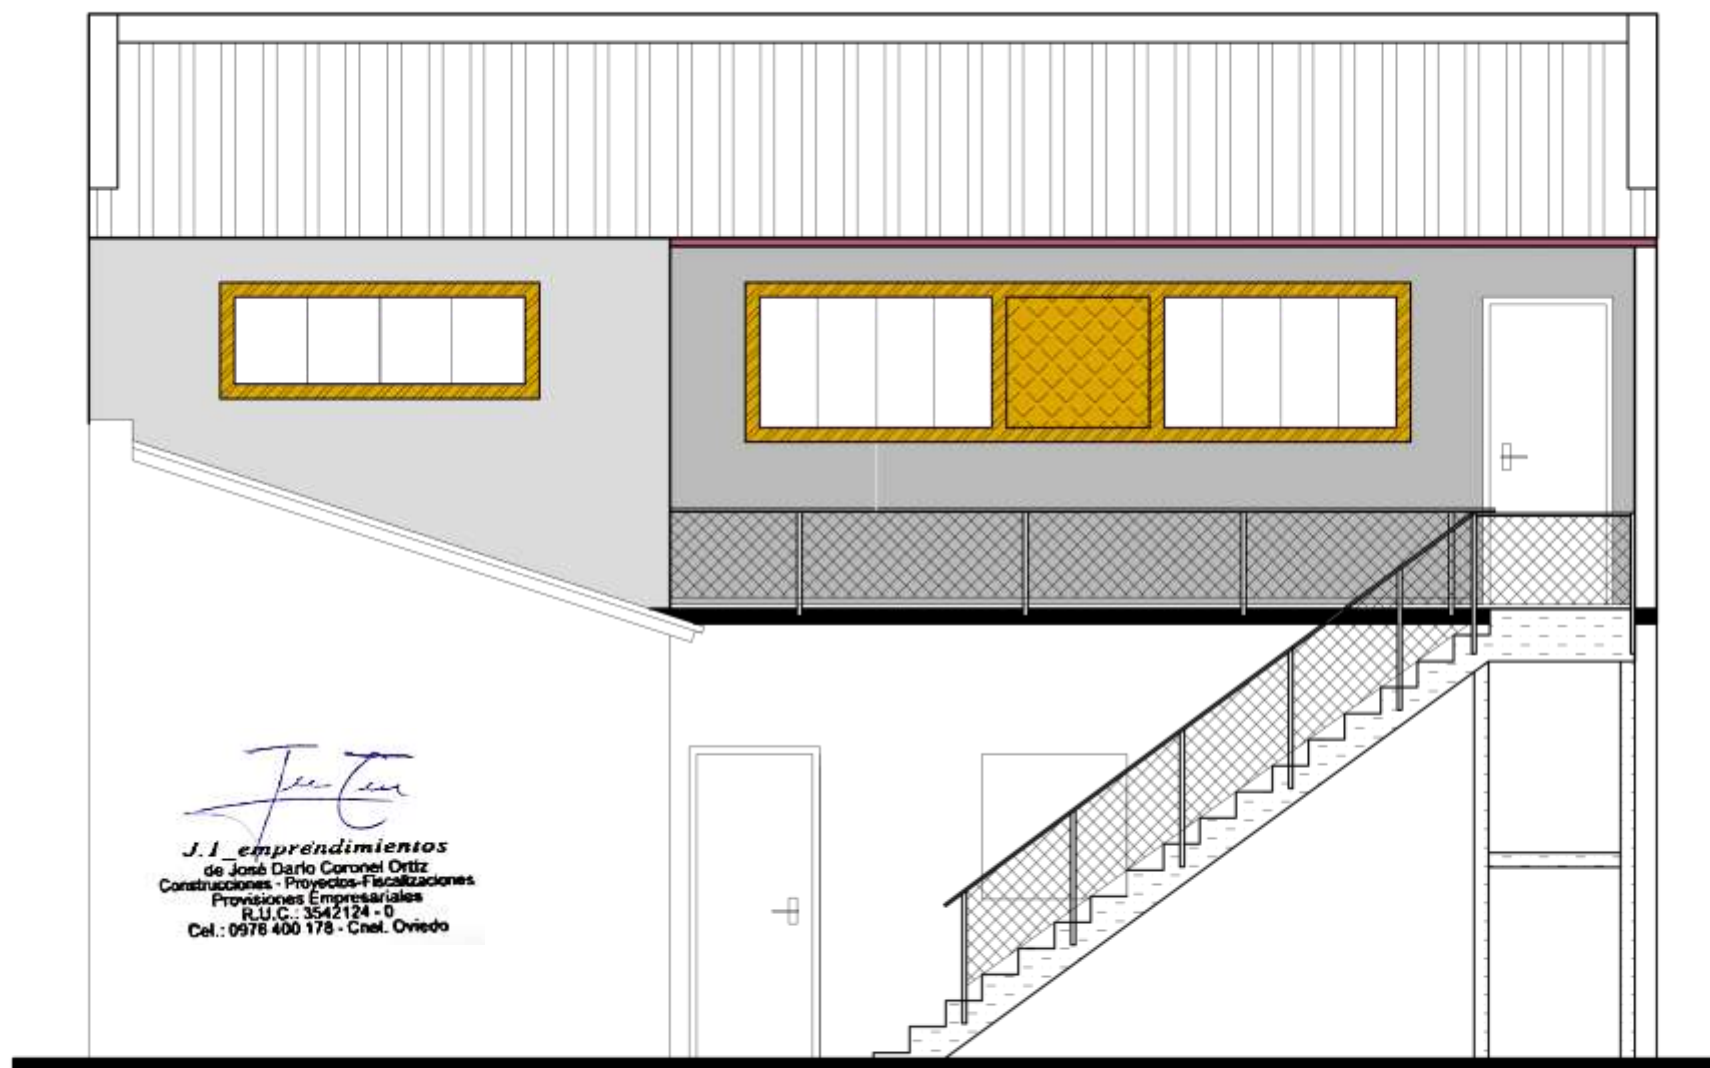 J.I_emprendimientos
de José Darío Coronel Ortiz
Construcciones - Proyectos-Fiscalizaciones
Provisiones Empresariales
R.U.C.: 3542124 - 0
Cel.: 0976 400 178 - Cnel. Oviedo